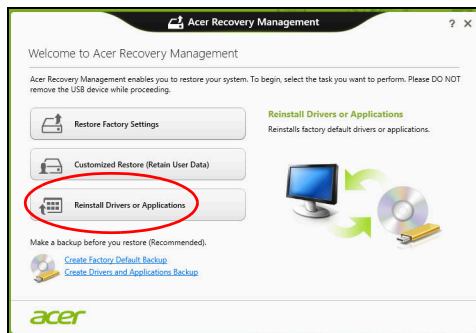 Acer Recovery Management
? ×
Welcome to Acer Recovery Management
Acer Recovery Management enables you to restore your system. To begin, select the task you want to perform. Please DO NOT
remove the USB device while proceeding.
Restore Factory Settings
Customized Restore (Retain User Data)
Reinstall Drivers or Applications
Reinstall Drivers or Applications
Reinstalls factory default drivers or applications.
Make a backup before you restore (Recommended).
Create Factory Default Backup
Create Drivers and Applications Backup
acer